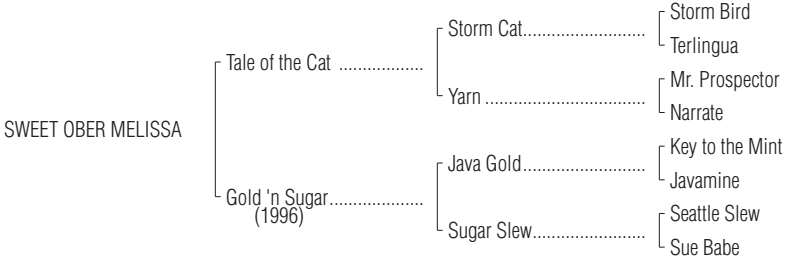 Storm Bird
Storm Cat..........................
Terlingua
Tale of the Cat ..................
Mr. Prospector
Yarn ..................................
Narrate
SWEET OBER MELISSA
Key to the Mint
Java Gold..........................
Javamine
Gold 'n Sugar....................
(1996)
Seattle Slew
Sugar Slew........................
Sue Babe